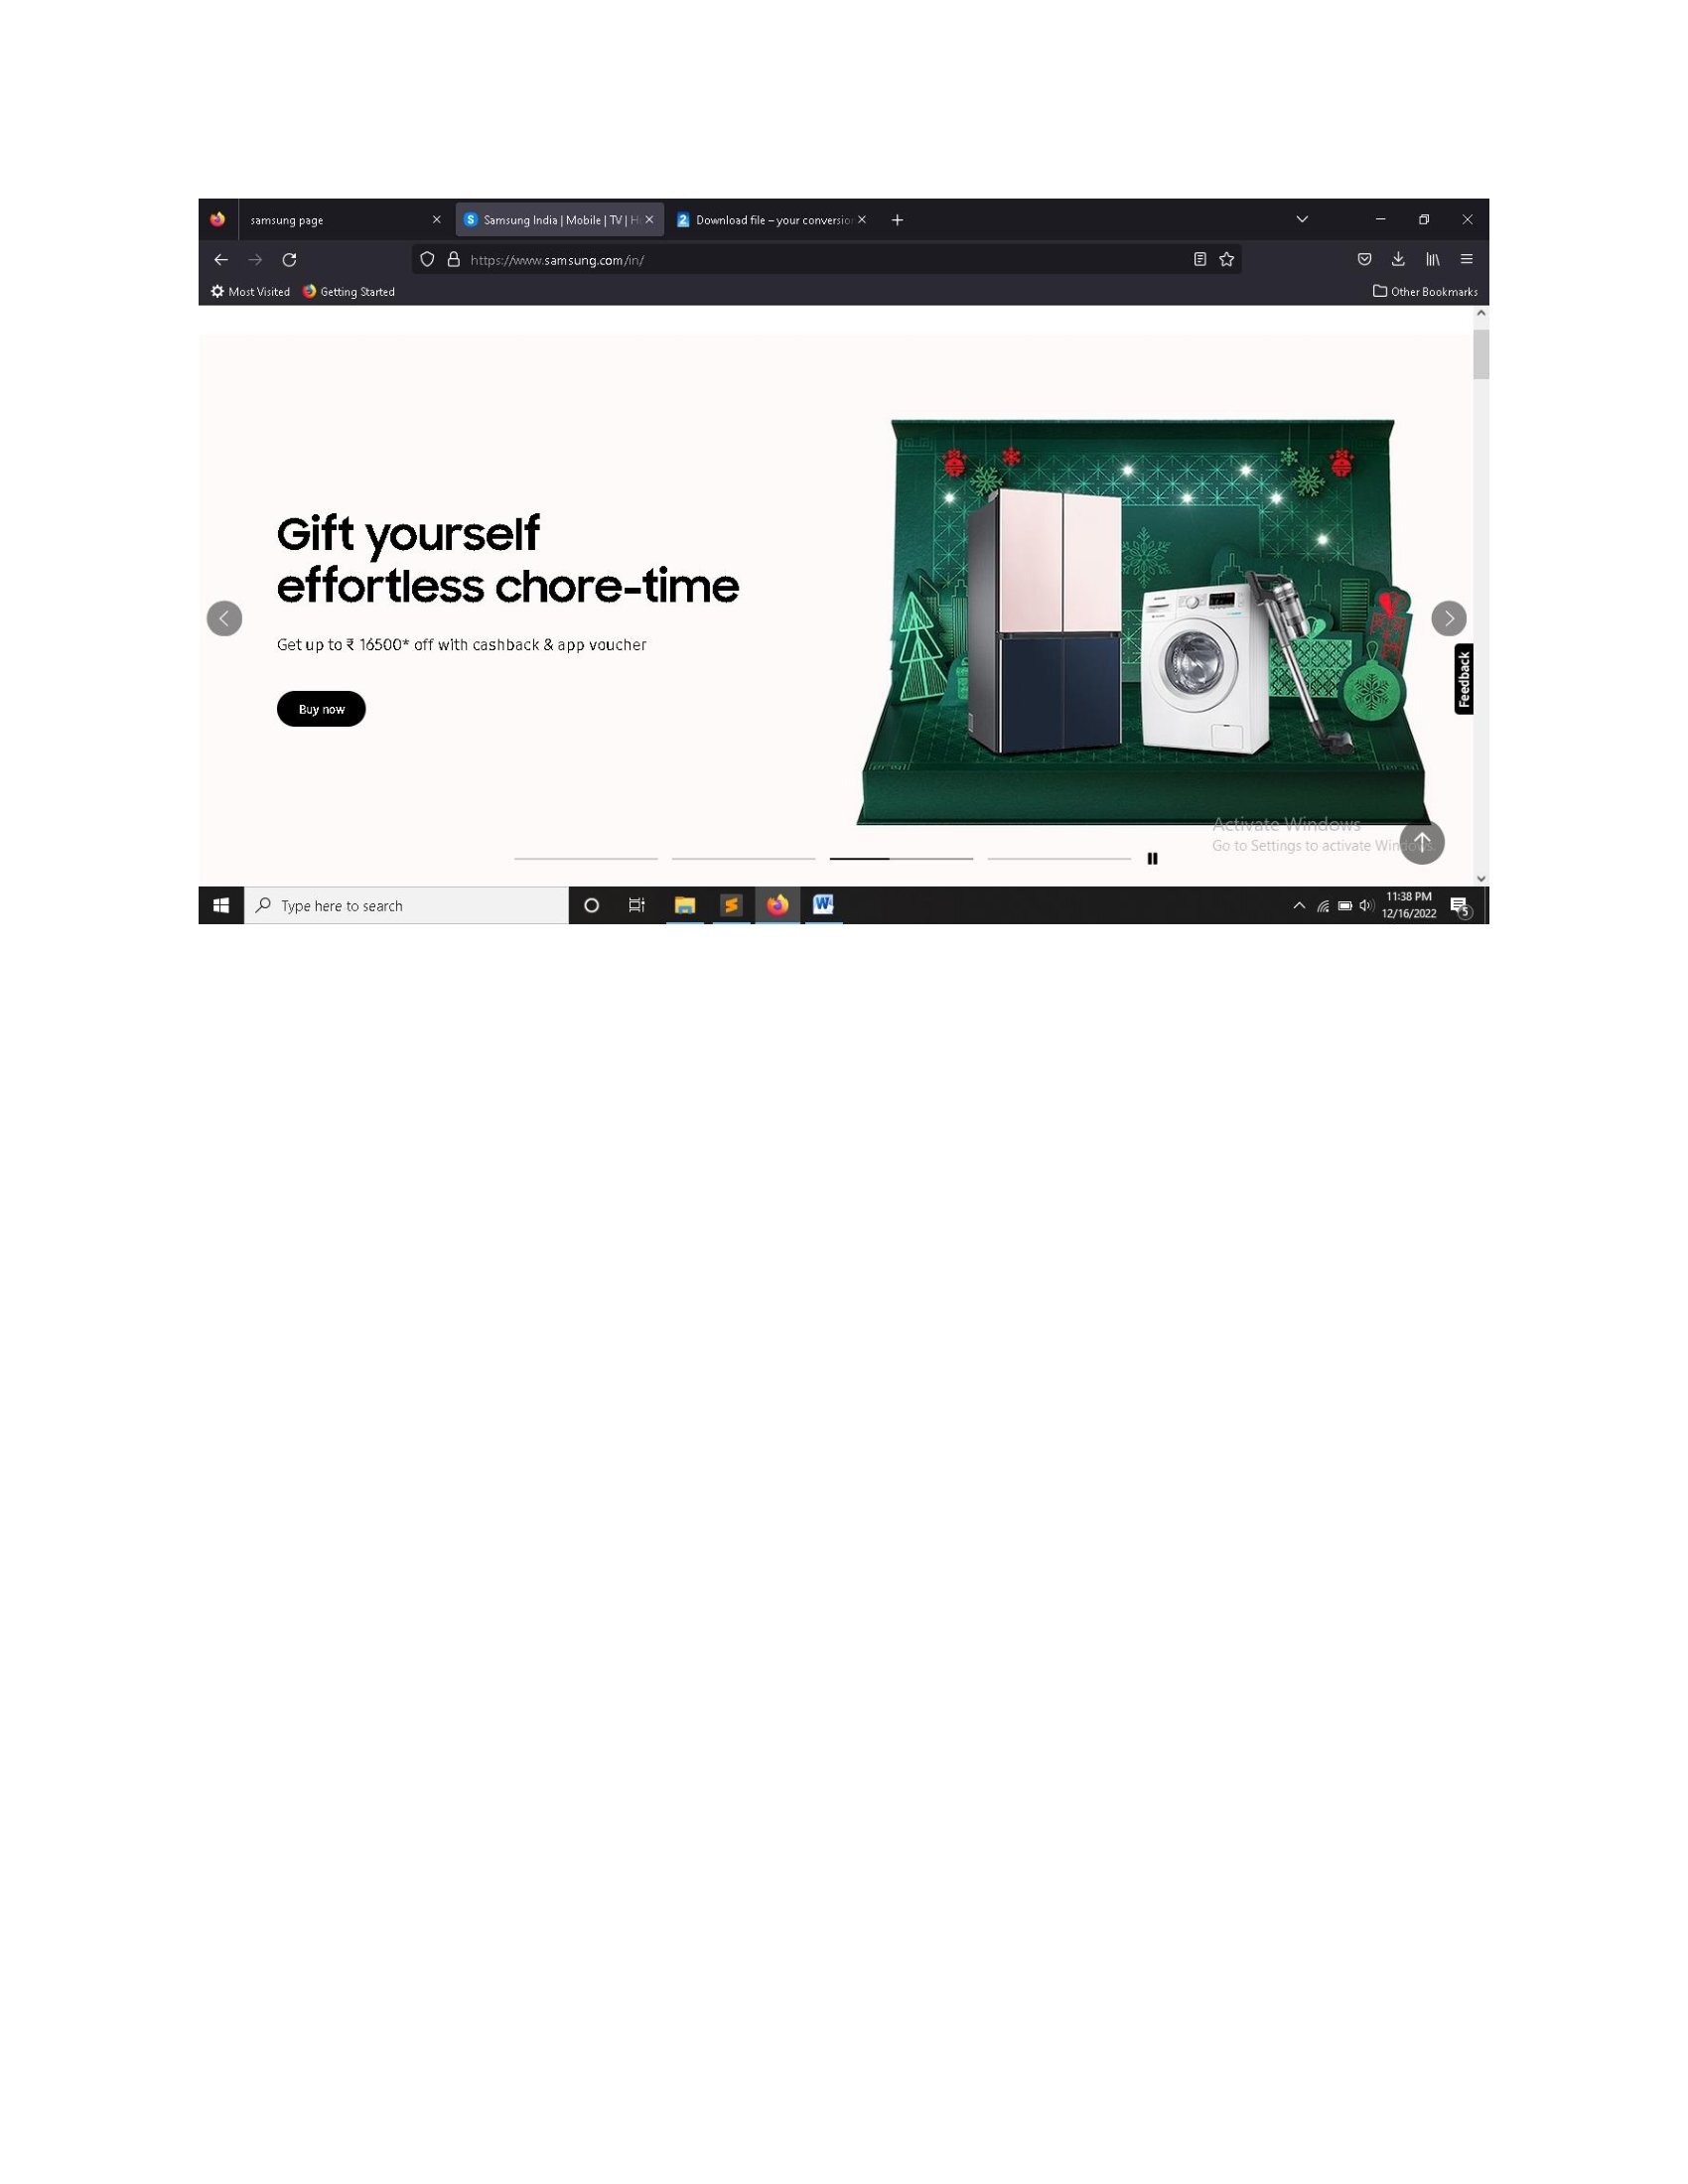 samsung page
Samsung India | Mobile | TV | H
Download file – your conversion
https://www.samsung.com/in/
Most Visited
Getting Started
Other Bookmarks
Gift yourself
effortless chore-time
Get up to ₹ 16500* off with cashback & app voucher
Buy now
Feedback
Activate Windows
Go to Settings to activate Windows.
Type here to search
11:38 PM
12/16/2022
5